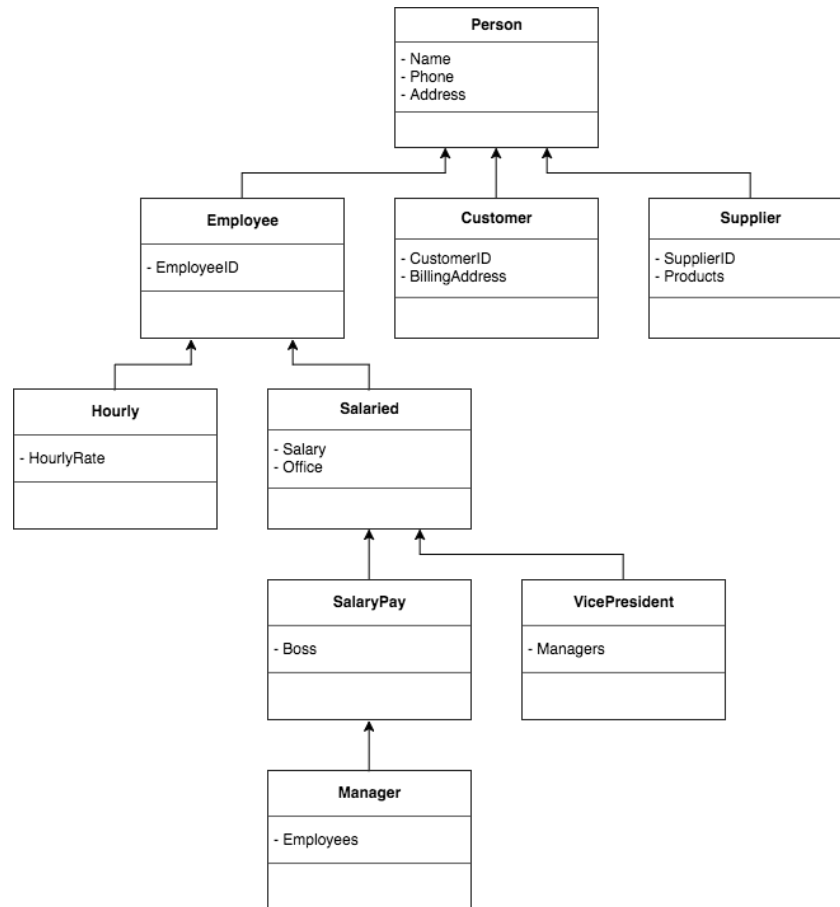 Person
- Name
- Phone
- Address
Employee
- EmployeeID
Customer
- CustomerID
- BillingAddress
Supplier
- SupplierID
- Products
Hourly
- HourlyRate
Salaried
- Salary
- Office
SalaryPay
- Boss
VicePresident
- Managers
Manager
- Employees